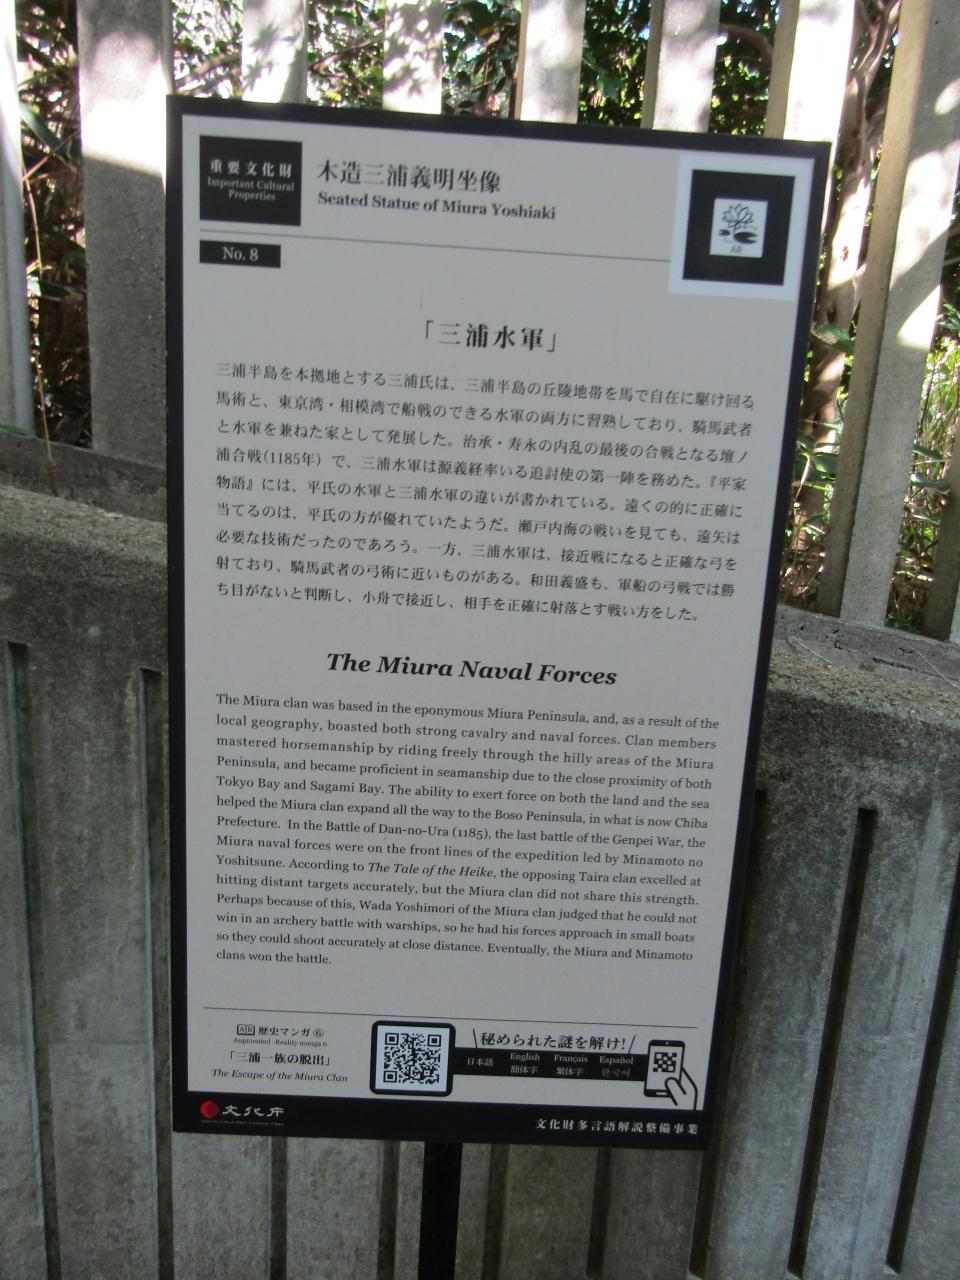 重要文化財
Important Cultural
Properties
木造三浦義明坐像
Seated Statue of Miura Yoshiaki
No. 8
AR
「三浦水軍」
三浦半島を本拠地とする三浦氏は、三浦半島の丘陵地帯を馬で自在に駆け回る
馬術と、東京湾・相模湾で船戦のできる水軍の両方に習熟しており、騎馬武者
と水軍を兼ねた家として発展した。治承・寿永の内乱の最後の合戦となる壇ノ
浦合戦(1185年) で、三浦水軍は源義経率いる追討使の第一陣を務めた。『平家
物語』には、平氏の水軍と三浦水軍の違いが書かれている。遠くの的に正確に
当てるのは、平氏の方が優れていたようだ。瀬戸内海の戦いを見ても、遠矢は
必要な技術だったのであろう。一方、三浦水軍は、接近戦になると正確な弓を
射ており、騎馬武者の弓術に近いものがある。和田義盛も、軍船の弓戦では勝
ち目がないと判断し、小舟で接近し、相手を正確に射落とす戦い方をした。
The Miura Naval Forces
The Miura clan was based in the eponymous Miura Peninsula, and, as a result of the
local geography, boasted both strong cavalry and naval forces. Clan members
mastered horsemanship by riding freely through the hilly areas of the Miura
Peninsula, and became proficient in seamanship due to the close proximity of both
Tokyo Bay and Sagami Bay. The ability to exert force on both the land and the sea
helped the Miura clan expand all the way to the Boso Peninsula, in what is now Chiba
Prefecture. In the Battle of Dan-no-Ura (1185), the last battle of the Genpei War, the
Miura naval forces were on the front lines of the expedition led by Minamoto no
Yoshitsune. According to The Tale of the Heike, the opposing Taira clan excelled at
hitting distant targets accurately, but the Miura clan did not share this strength.
Perhaps because of this, Wada Yoshimori of the Miura clan judged that he could not
win in an archery battle with warships, so he had his forces approach in small boats
so they could shoot accurately at close distance. Eventually, the Miura and Minamoto
clans won the battle.
AR 歴史マンガ⑥
Augmented -Reality manga 6
「三浦一族の脱出」
The Escape of the Miura Clan
\秘められた謎を解け!/
日本語 English Français Español
簡体字 繁体字 한국어
文化庁
文化財多言語解説整備事業